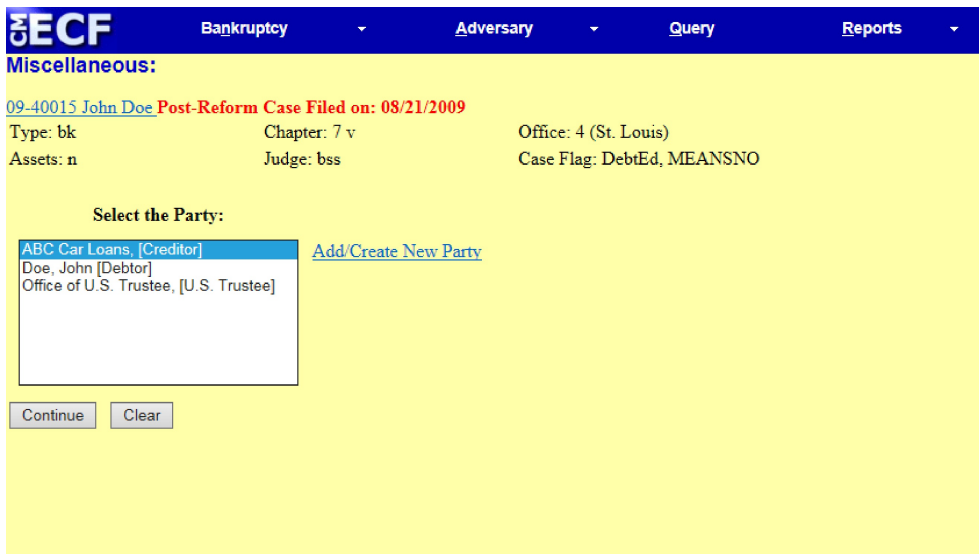 CM ECF Bankruptcy Adversary Query Reports
Miscellaneous:
09-40015 John Doe Post-Reform Case Filed on: 08/21/2009
Type: bk Chapter: 7 v Office: 4 (St. Louis)
Assets: n Judge: bss Case Flag: DebtEd, MEANSNO
Select the Party:
ABC Car Loans, [Creditor] Add/Create New Party
Doe, John [Debtor]
Office of U.S. Trustee, [U.S. Trustee]
Continue Clear